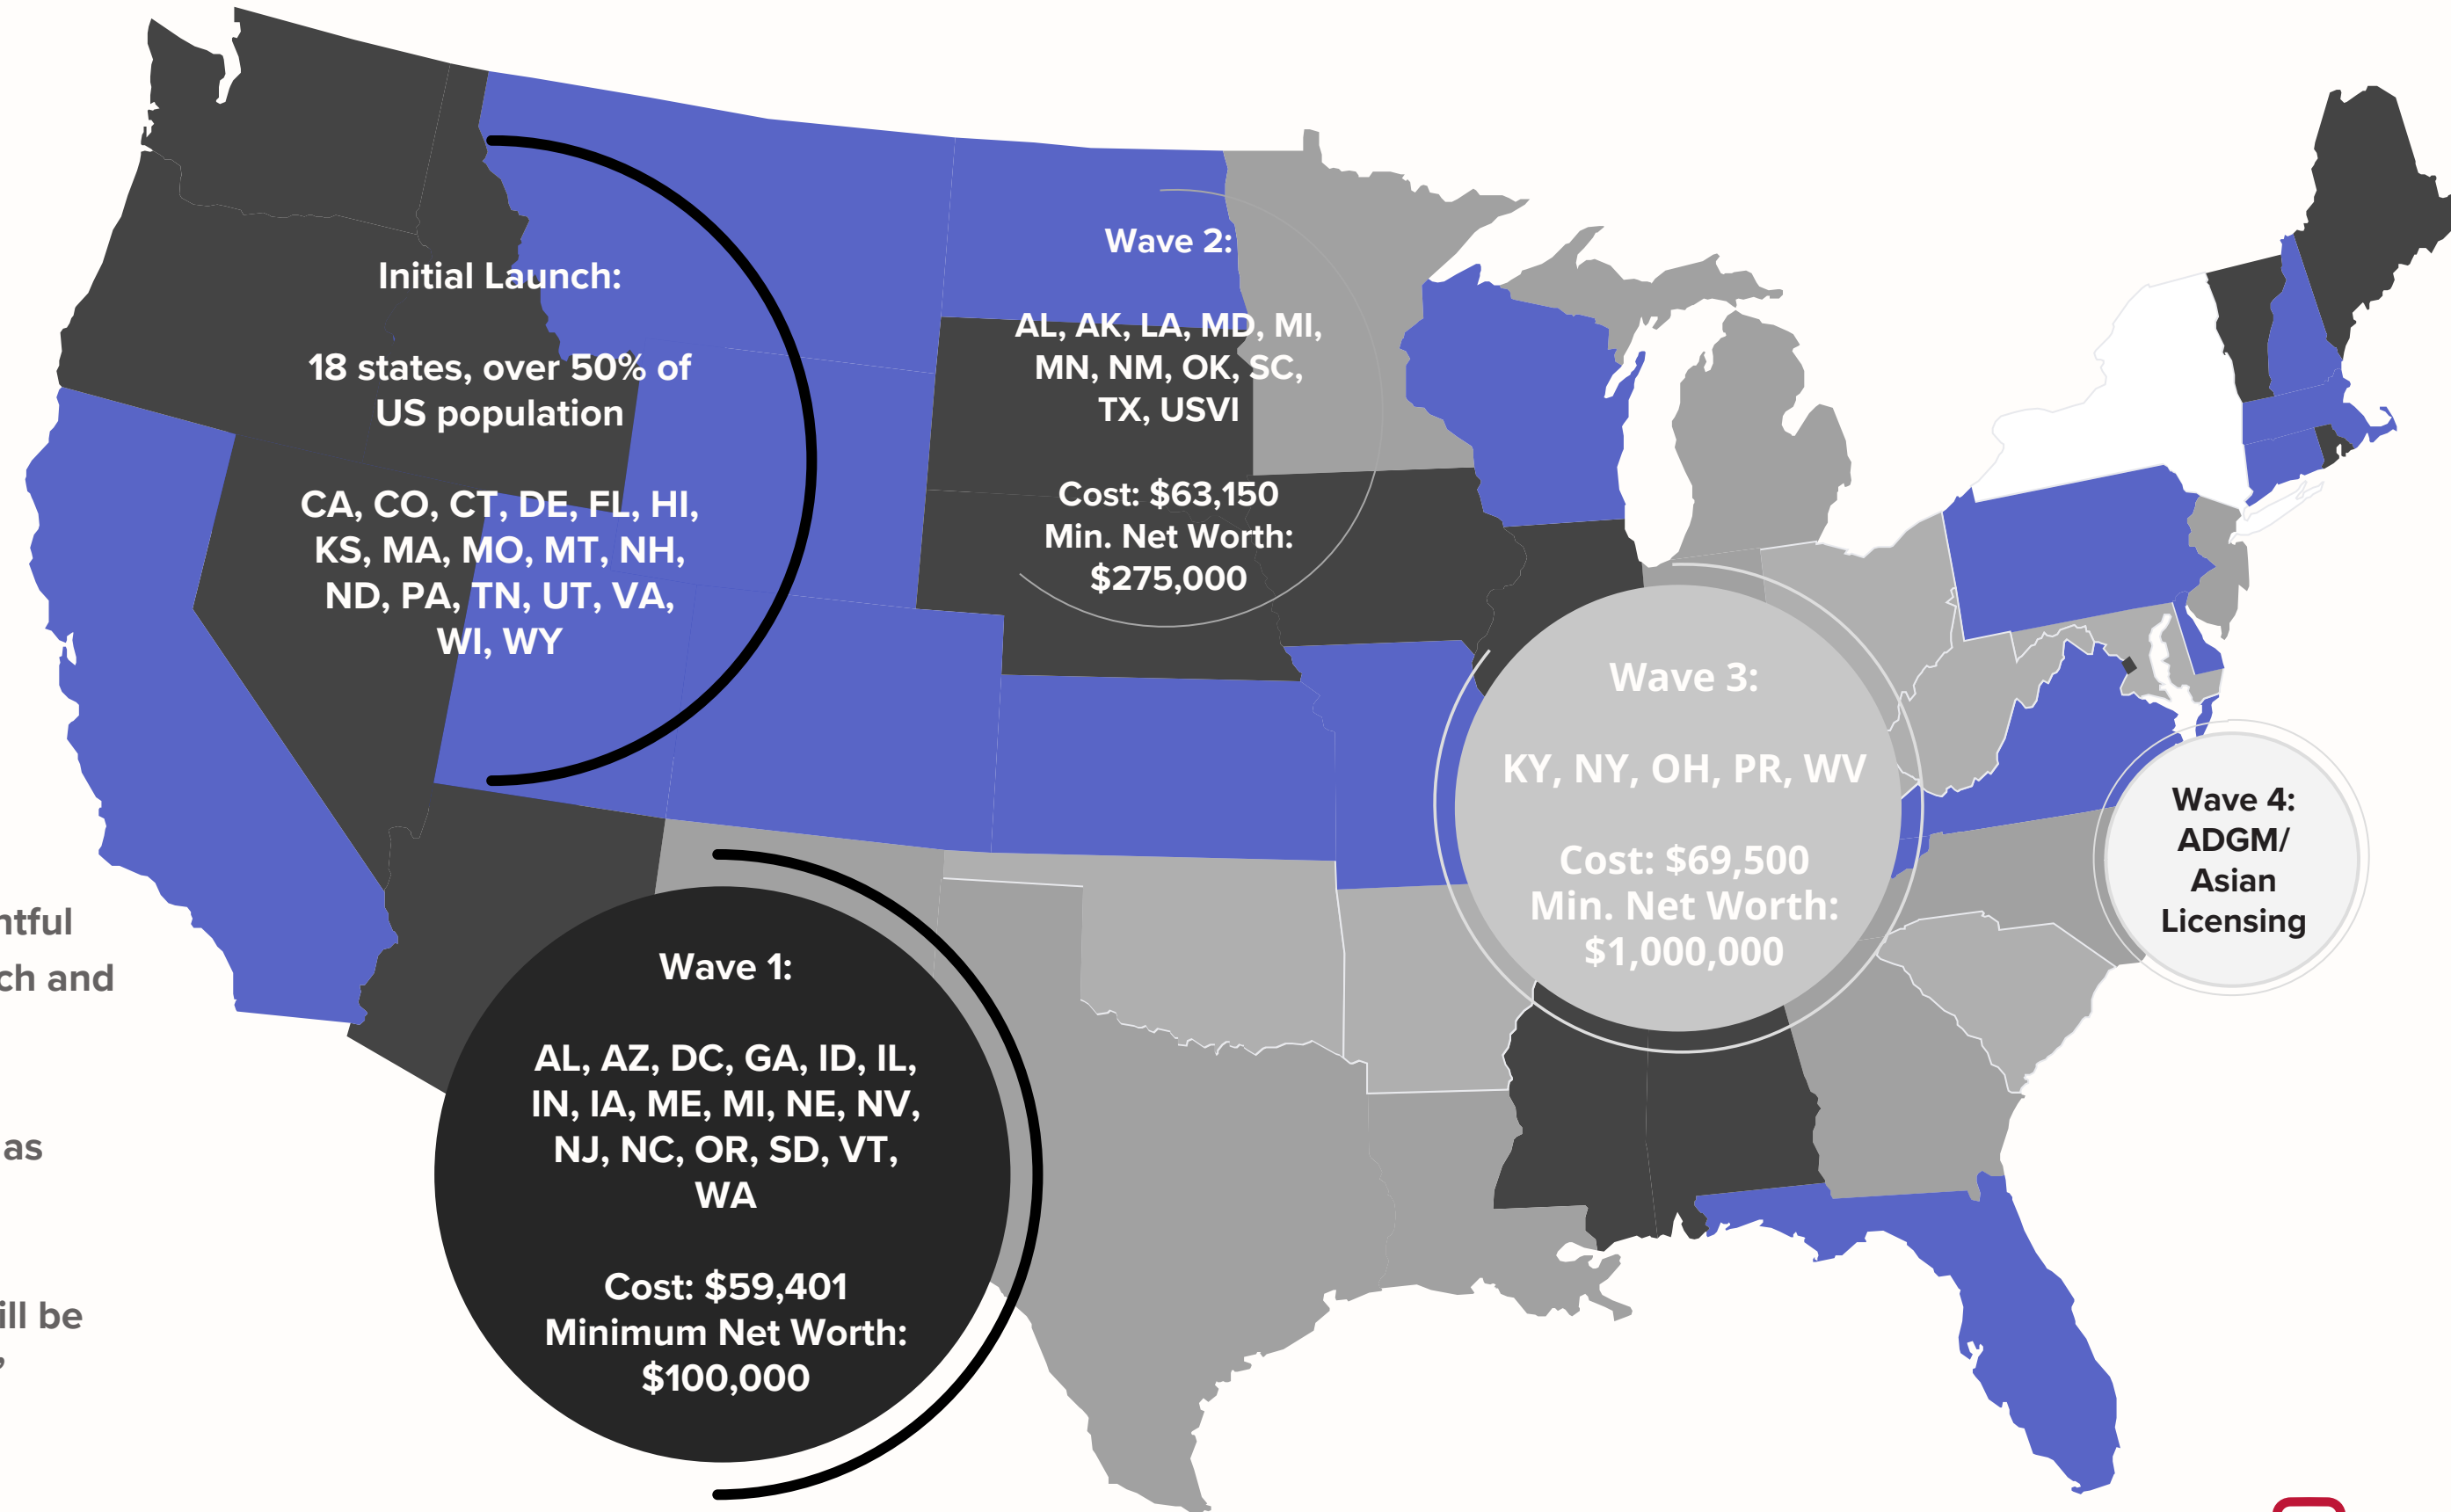 Initial Launch:
18 states, over 50% of
US population
CA, CO, CT, DE, FL, HI,
KS, MA, MO, MT, NH,
ND, PA, TN, UT, VA,
WI, WY
Wave 2:
AL, AK, LA, MD, MI,
MN, NM, OK, SC,
TX, USVI
Cost: $63,150
Min. Net Worth:
$275,000
Wave 3:
KY, NY, OH, PR, WV
Cost: $69,500
Min. Net Worth:
$1,000,000
Wave 4:
ADGM/
Asian
Licensing
Wave 1:
AL, AZ, DC, GA, ID, IL,
IN, IA, ME, MI, NE, NV,
NJ, NC, OR, SD, VT,
WA
Cost: $59,401
Minimum Net Worth:
$100,000
ntful
ch and
as
ill be
,